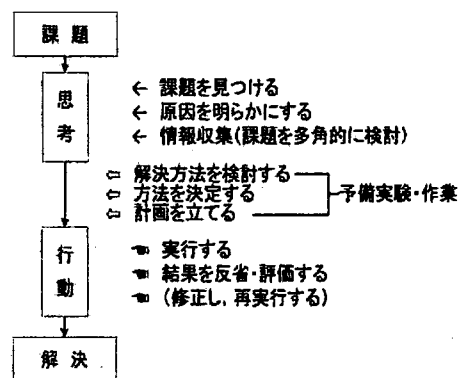 課題
思考
← 課題を見つける
← 原因を明らかにする
← 情報収集(課題を多角的に検討)
⇦ 解決方法を検討する
⇦ 方法を決定する
⇦ 計画を立てる
予備実験・作業
行動
☚ 実行する
☚ 結果を反省・評価する
☚ (修正し,再実行する)
解決